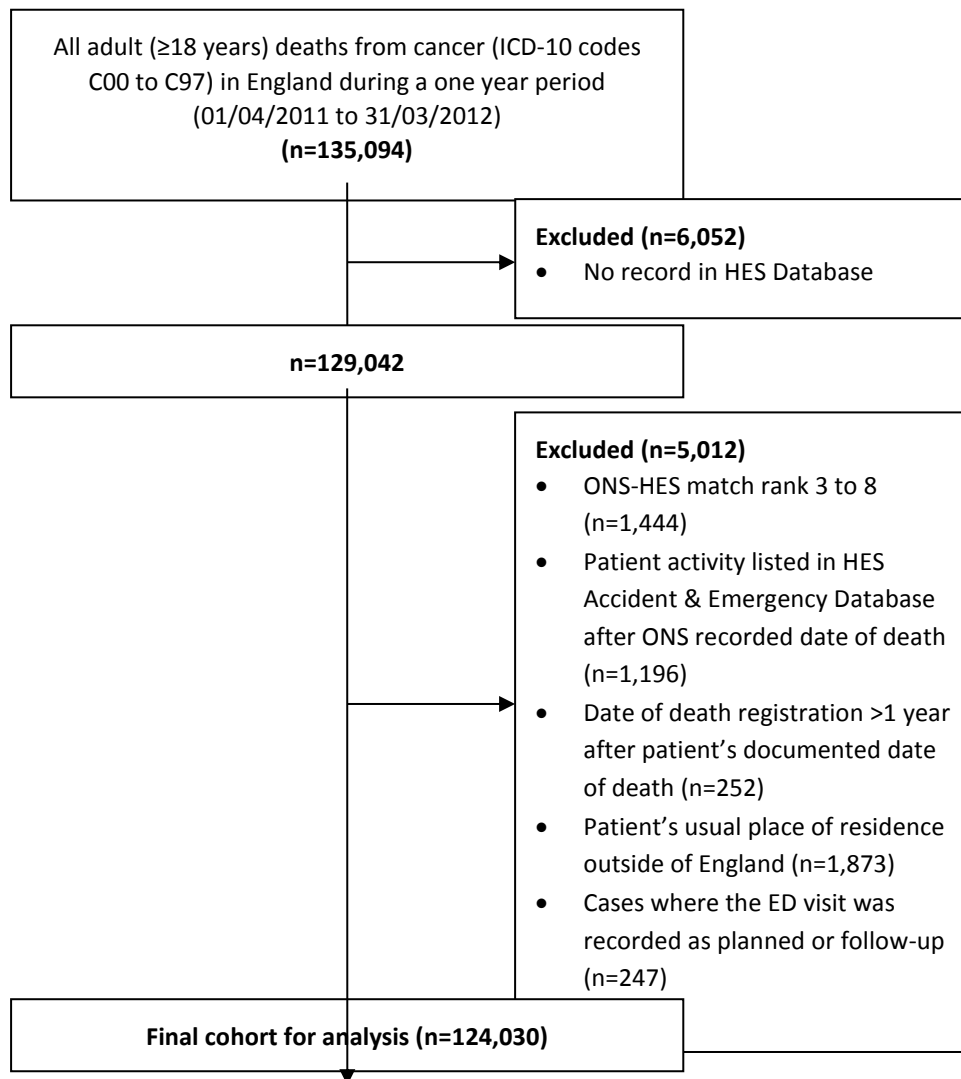 All adult (≥18 years) deaths from cancer (ICD-10 codes
C00 to C97) in England during a one year period
(01/04/2011 to 31/03/2012)
(n=135,094)
Excluded (n=6,052)
• No record in HES Database
n=129,042
Excluded (n=5,012)
• ONS-HES match rank 3 to 8
(n=1,444)
• Patient activity listed in HES
Accident & Emergency Database
after ONS recorded date of death
(n=1,196)
• Date of death registration >1 year
after patient’s documented date
of death (n=252)
• Patient’s usual place of residence
outside of England (n=1,873)
• Cases where the ED visit was
recorded as planned or follow-up
(n=247)
Final cohort for analysis (n=124,030)